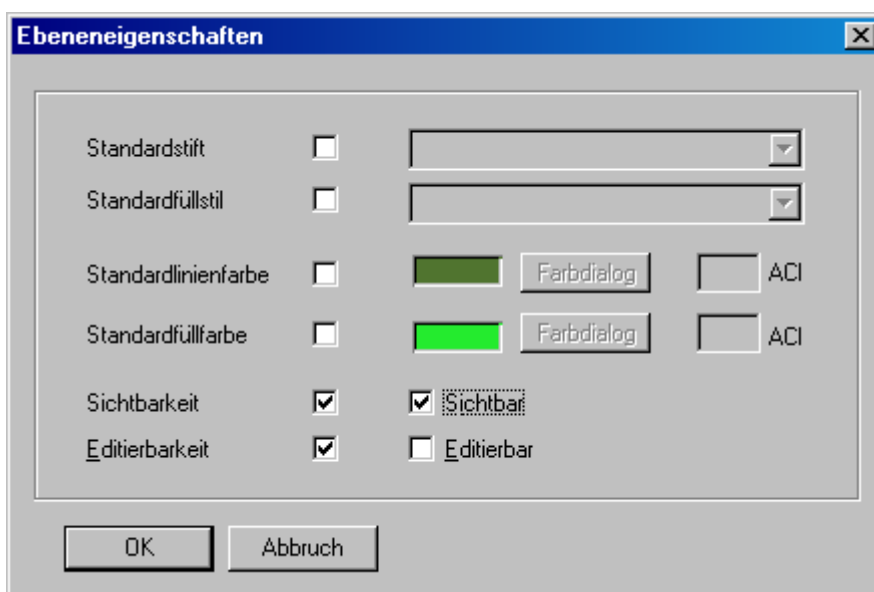 Ebeneneigenschaften
Standardstift
Standardfüllstil
Standardlinienfarbe Farbdialog ACI
Standardfüllfarbe Farbdialog ACI
Sichtbarkeit Sichtbar
Editierbarkeit Editierbar
OK Abbruch